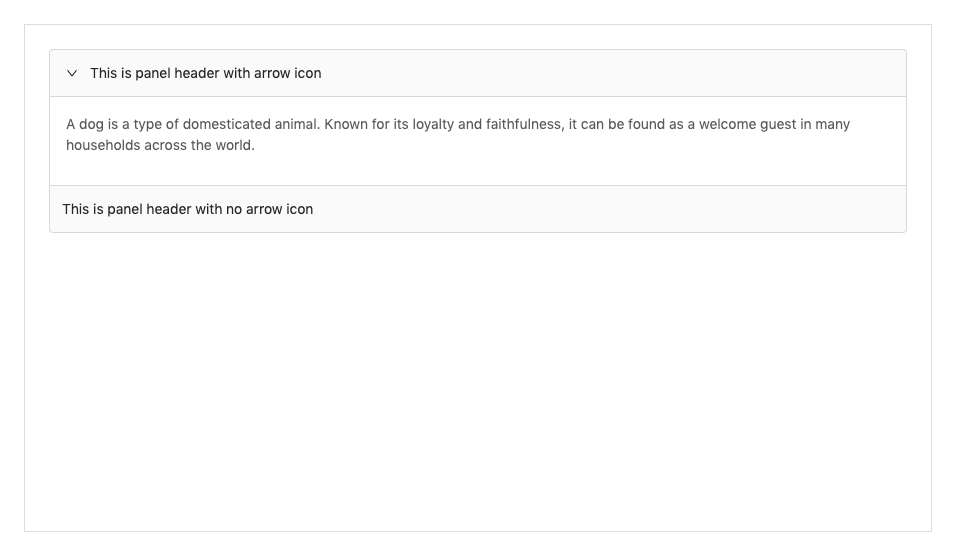 This is panel header with arrow icon
A dog is a type of domesticated animal. Known for its loyalty and faithfulness, it can be found as a welcome guest in many
households across the world.
This is panel header with no arrow icon